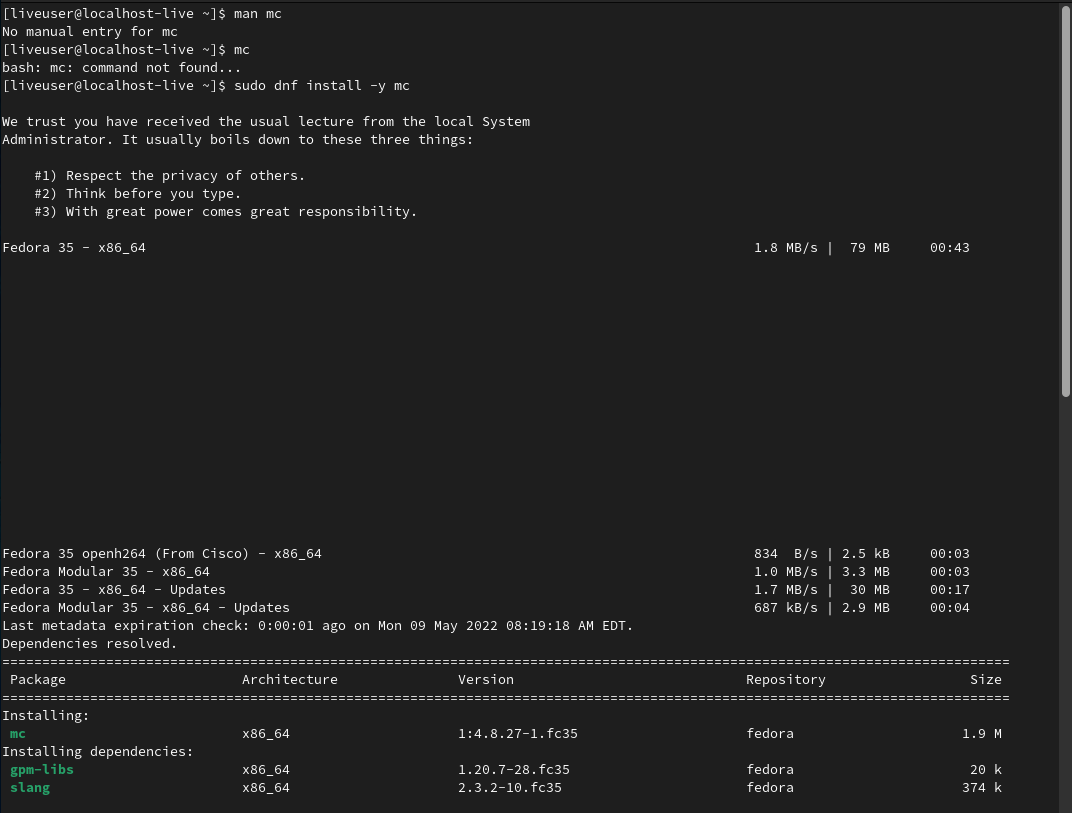 [liveuser@localhost-live ~]$ man mc
No manual entry for mc
[liveuser@localhost-live ~]$ mc
bash: mc: command not found...
[liveuser@localhost-live ~]$ sudo dnf install -y mc
We trust you have received the usual lecture from the local System
Administrator. It usually boils down to these three things:
#1) Respect the privacy of others.
#2) Think before you type.
#3) With great power comes great responsibility.
Fedora 35 - x86_64 1.8 MB/s | 79 MB 00:43
Fedora 35 openh264 (From Cisco) - x86_64 834 B/s | 2.5 kB 00:03
Fedora Modular 35 - x86_64 1.0 MB/s | 3.3 MB 00:03
Fedora 35 - x86_64 - Updates 1.7 MB/s | 30 MB 00:17
Fedora Modular 35 - x86_64 - Updates 687 kB/s | 2.9 MB 00:04
Last metadata expiration check: 0:00:01 ago on Mon 09 May 2022 08:19:18 AM EDT.
Dependencies resolved.
==============================================================================================================================
Package Architecture Version Repository Size
==============================================================================================================================
Installing:
mc x86_64 1:4.8.27-1.fc35 fedora 1.9 M
Installing dependencies:
gpm-libs x86_64 1.20.7-28.fc35 fedora 20 k
slang x86_64 2.3.2-10.fc35 fedora 374 k